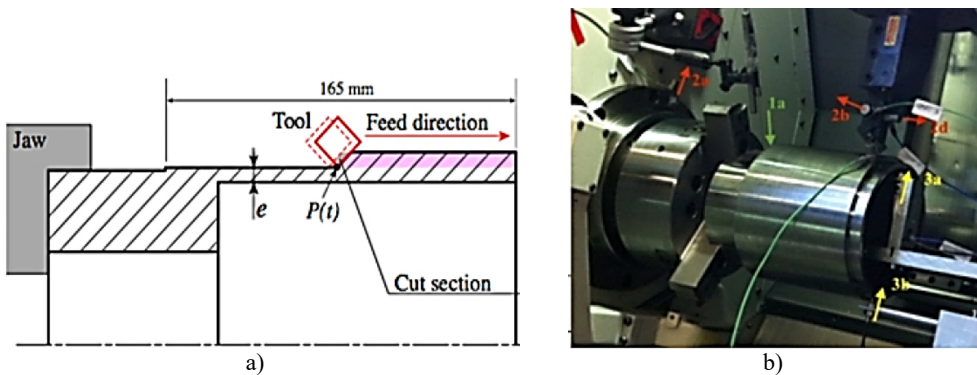 165 mm
Jaw
Tool
Feed direction
e
P(t)
Cut section
a)
2a
1a
2b
2d
3a
3b
b)